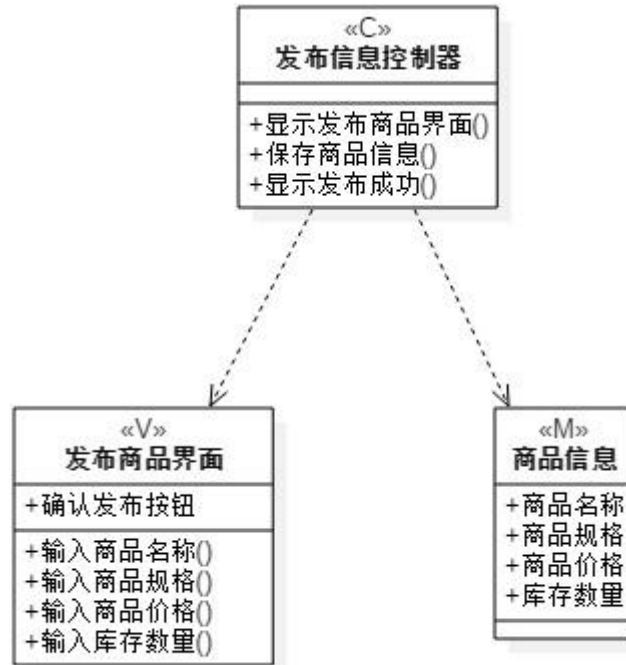 «C»
发布信息控制器
+显示发布商品界面()
+保存商品信息()
+显示发布成功()
«V»
发布商品界面
+确认发布按钮
+输入商品名称()
+输入商品规格()
+输入商品价格()
+输入库存数量()
«M»
商品信息
+商品名称
+商品规格
+商品价格
+库存数量